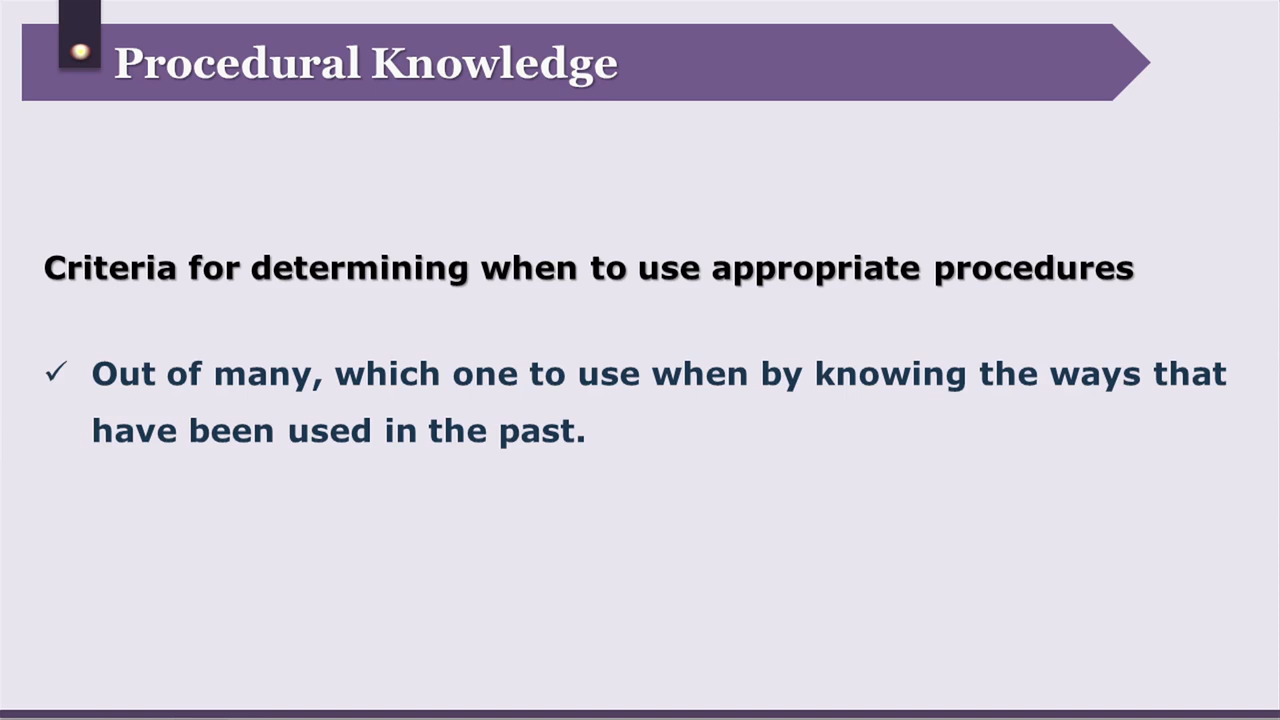 Procedural Knowledge
Criteria for determining when to use appropriate procedures
✓ Out of many, which one to use when by knowing the ways that
have been used in the past.